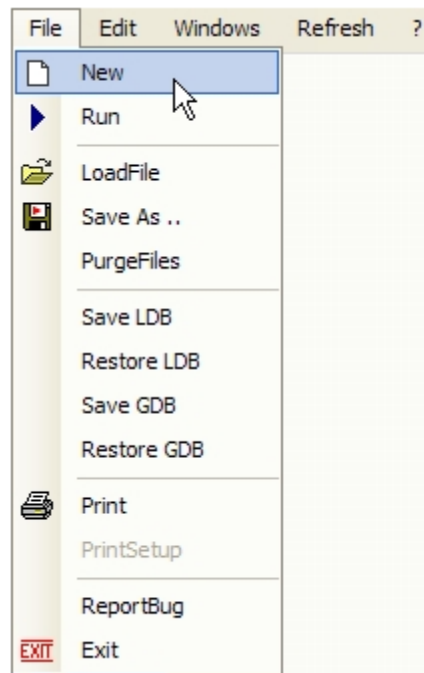 File Edit Windows Refresh ?
New
Run
LoadFile
Save As ..
PurgeFiles
Save LDB
Restore LDB
Save GDB
Restore GDB
Print
PrintSetup
ReportBug
EXIT Exit